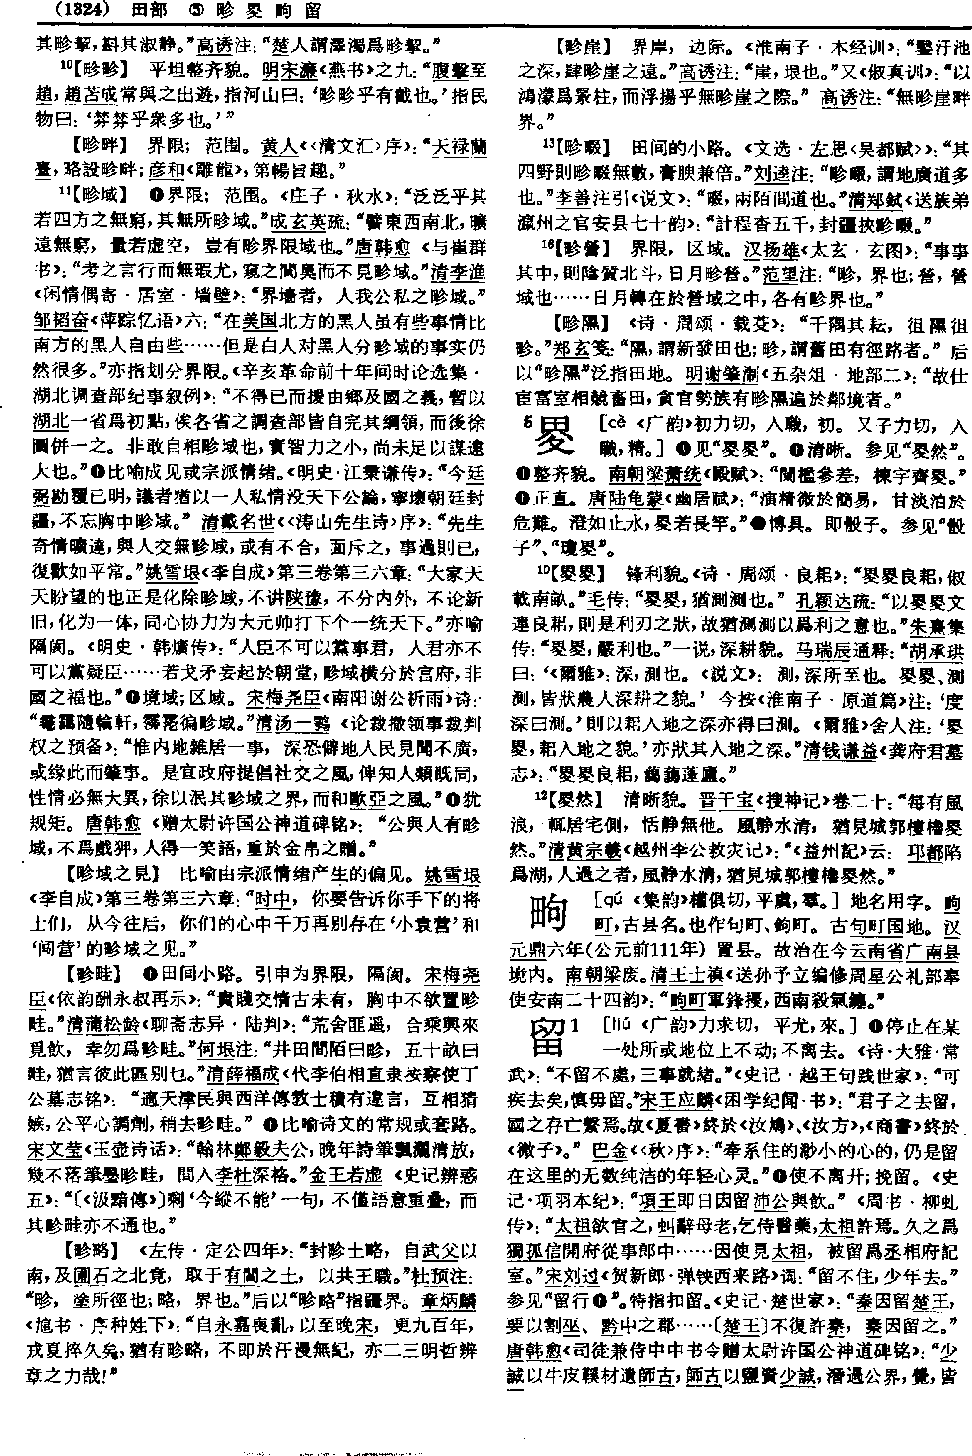 (1324) 田部 ⑤ 畛 畟 畇 留
其畛挈，斟其淑静。”高诱注：“楚人謂澤濁爲畛挈。”
¹⁰【畛畛】 平坦整齐貌。明宋濂《燕书》之九：“腹擊至
趙，趙苫成常與之出遊，指河山曰：‘畛畛乎有截也。’指民
物曰：‘棼棼乎衆多也。’”
【畛畔】 界限；范围。黄人《〈清文汇〉序》：“天禄蘭
臺，珞設畛畔；彦和《雕龍》，第暢旨趣。”
¹¹【畛域】 ❶界限；范围。《庄子·秋水》：“泛泛乎其
若四方之無窮，其無所畛域。”成玄英疏：“譬東西南北，曠
遠無窮，量若虚空，豈有畛界限域也。”唐韩愈《与崔群
书》：“考之言行而無瑕尤，窺之閫奥而不見畛域。”清李渔
《闲情偶寄·居室·墙壁》：“界墻者，人我公私之畛域。”
邹韬奋《萍踪忆语》六：“在美国北方的黑人虽有些事情比
南方的黑人自由些……但是白人对黑人分畛域的事实仍
然很多。”亦指划分界限。《辛亥革命前十年间时论选集·
湖北调查部纪事叙例》：“不得已而援由鄉及國之義，暫以
湖北一省爲初點，俟各省之調查部皆自完其綱領，而後徐
圖併一之。非敢自相畛域也，實智力之小，尚未足以謀遠
大也。”❷比喻成见或宗派情绪。《明史·江秉谦传》：“今廷
弼勘覆已明，議者猶以一人私情没天下公論，寧壞朝廷封
疆，不忘胸中畛域。”清戴名世《〈涛山先生诗〉序》：“先生
奇情曠達，與人交無畛域，或有不合，面斥之，事過則已，
復歡如平常。”姚雪垠《李自成》第三卷第三六章：“大家天
天盼望的也正是化除畛域，不讲陕豫，不分内外，不论新
旧，化为一体，同心协力为大元帅打下个一统天下。”亦喻
隔阂。《明史·韩爌传》：“人臣不可以黨事君，人君亦不
可以黨疑臣……若戈矛妄起於朝堂，畛域横分於宫府，非
國之福也。”❸境域；区域。宋梅尧臣《南阳谢公祈雨》诗：
“靉靆隨輪軒，霶霈徧畛域。”清汤一鹗《论裁撤领事裁判
权之预备》：“惟内地雜居一事，深恐僻地人民見聞不廣，
或缘此而肇事。是宜政府提倡社交之風，俾知人類既同，
性情必無大異，徐以泯其畛域之界，而和歐亞之風。”❹犹
规矩。唐韩愈《赠太尉许国公神道碑铭》：“公與人有畛
域，不爲戲狎，人得一笑語，重於金帛之贈。”
【畛域之見】 比喻由宗派情绪产生的偏见。姚雪垠
《李自成》第三卷第三六章：“时中，你要告诉你手下的将
士们，从今往后，你们的心中千万再别存在‘小袁营’和
‘闯营’的畛域之见。”
【畛畦】 ❶田间小路。引申为界限，隔阂。宋梅尧
臣《依韵酬永叔再示》：“貴賤交情古未有，胸中不欲置畛
畦。”清蒲松龄《聊斋志异·陆判》：“荒舍匪遥，合乘興來
覓飲，幸勿爲畛畦。”何垠注：“井田間陌曰畛，五十畝曰
畦，猶言彼此區别乜。”清薛福成《代李伯相直隶按察使丁
公墓志铭》：“適天津民與西洋傳教士積有違言，互相猜
嫉，公平心調劑，稍去畛畦。”❷比喻诗文的常规或套路。
宋文莹《玉壶诗话》：“翰林鄭毅夫公，晚年詩筆飄灑清放，
幾不落筆墨畛畦，間入李杜深格。”金王若虚《史记辨惑
五》：“〔《汲黯傳》〕剩‘今縱不能’一句，不僅語意重疊，而
其畛畦亦不通也。”
【畛略】 《左传·定公四年》：“封畛土略，自武父以
南，及圃田之北竟，取于有閻之土，以共王職。”杜预注：
“畛，塗所徑也；略，界也。”后以“畛略”指疆界。章炳麟
《訄书·序种姓下》：“自永嘉喪亂，以至晚宋，更九百年，
戎夏捽久矣，猶有畛略，不即於汗漫無紀，亦二三明哲辨
章之力哉！”
【畛崖】 界岸，边际。《淮南子·本经训》：“鑿汙池
之深，肆畛崖之遠。”高诱注：“崖，垠也。”又《俶真训》：“以
鴻濛爲景柱，而浮揚乎無畛崖之際。”高诱注：“無畛崖畔
界。”
¹³【畛畷】 田间的小路。《文选·左思〈吴都赋〉》：“其
四野則畛畷無數，膏腴兼倍。”刘逵注：“畛畷，謂地廣道多
也。”李善注引《说文》：“畷，兩陌間道也。”清郑銊《送族弟
瀛州之官安县七十韵》：“計程杳五千，封疆挾畛畷。”
¹⁶【畛營】 界限，区域。汉扬雄《太玄·玄图》：“事事
其中，則陰質北斗，日月畛營。”范望注：“畛，界也；營，營
域也……日月轉在於營域之中，各有畛界也。”
【畛隰】 《诗·周颂·载芟》：“千耦其耘，徂隰徂
畛。”郑玄笺：“隰，謂新發田也；畛，謂舊田有徑路者。”后
以“畛隰”泛指田地。明谢肇淛《五杂俎·地部二》：“故仕
宦富室相競畜田，貪官勢族有畛隰遍於鄰境者。”
⁵畟 [cè 《广韵》初力切，入職，初。又子力切，入
職，精。] ❶见“畟畟”。❷清晰。参见“畟然”。
❸整齐貌。南朝梁萧统《殿赋》：“闌檻參差，棟宇齊畟。”
❹正直。唐陆龟蒙《幽居赋》：“演精微於簡易，甘淡泊於
危難。澄如止水，畟若長竿。”❺博具。即骰子。参见“骰
子”、“瓊畟”。
¹⁰【畟畟】 锋利貌。《诗·周颂·良耜》：“畟畟良耜，俶
載南畝。”毛传：“畟畟，猶測測也。”孔颖达疏：“以畟畟文
連良耜，則是利刃之狀，故猶測測以爲利之意也。”朱熹集
传：“畟畟，嚴利也。”一说，深耕貌。马瑞辰通释：“胡承珙
曰：‘《爾雅》：深，測也。《説文》：測，深所至也。畟畟、測
測，皆狀農人深耕之貌。’今按《淮南子·原道篇》注：‘度
深曰測。’則以耜入地之深亦得曰測。《爾雅》舍人注：‘畟
畟，耜入地之貌。’亦狀其入地之深。”清钱谦益《龚府君墓
志》：“畟畟良耜，藹藹蓬廬。”
¹²【畟然】 清晰貌。晋干宝《搜神记》卷二十：“每有風
浪，輒居宅側，恬静無他。風静水清，猶見城郭樓櫓畟
然。”清黄宗羲《越州李公救灾记》：“《益州記》云：邛都陷
爲湖，人過之者，風静水清，猶見城郭樓櫓畟然。”
畇 [qú 《集韵》權俱切，平虞，羣。] 地名用字。畇
町，古县名。也作句町、鉤町。古句町国地。汉
元鼎六年（公元前111年）置县。故治在今云南省广南县
境内。南朝梁废。清王士禛《送孙予立编修周星公礼部奉
使安南二十四韵》：“畇町軍鋒擾，西南殺氣纏。”
留¹ [liú 《广韵》力求切，平尤，來。] ❶停止在某
一处所或地位上不动；不离去。《诗·大雅·常
武》：“不留不處，三事就緒。”《史记·越王句践世家》：“可
疾去矣，慎毋留。”宋王应麟《困学纪闻·书》：“君子之去留，
國之存亡繫焉。故《夏書》終於《汝鳩》、《汝方》，《商書》終於
《微子》。”巴金《〈秋〉序》：“牵系住的渺小的心的，仍是留
在这里的无数纯洁的年轻心灵。”❷使不离开；挽留。《史
记·项羽本纪》：“項王即日因留沛公與飲。”《周书·柳虬
传》：“太祖欲官之，虯辭母老，乞侍醫藥，太祖許焉。久之爲
獨孤信開府從事郎中……因使見太祖，被留爲丞相府記
室。”宋刘过《贺新郎·弹铗西来路》词：“留不住，少年去。”
参见“留行❶”。特指扣留。《史记·楚世家》：“秦因留楚王，
要以割巫、黔中之郡……〔楚王〕不復許秦，秦因留之。”
唐韩愈《司徒兼侍中中书令赠太尉许国公神道碑铭》：“少
誠以牛皮鞵材遺師古，師古以鹽資少誠，潛過公界，覺，皆